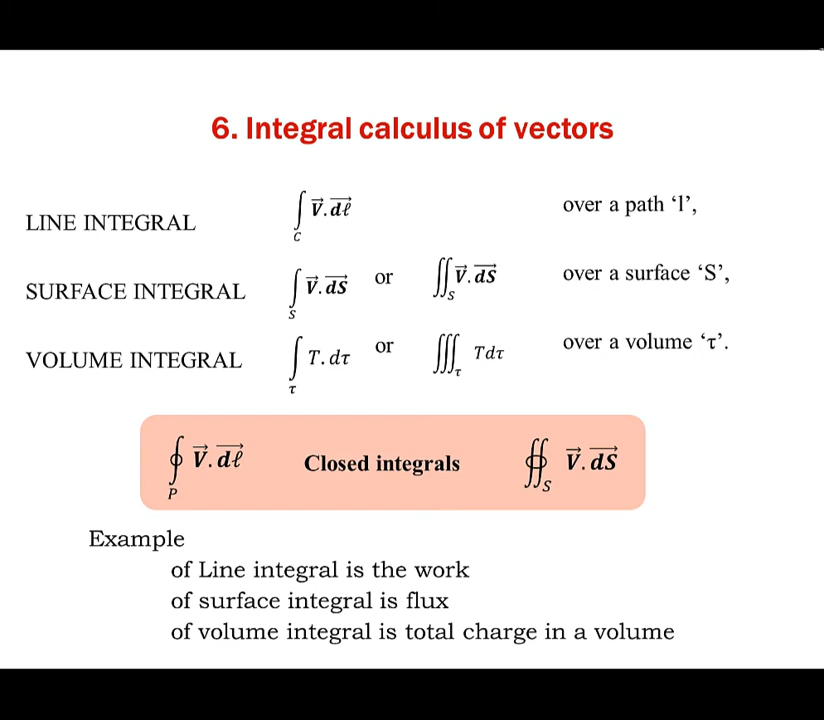 6. Integral calculus of vectors
LINE INTEGRAL ∫_C V⃗.dℓ⃗ over a path ‘l’,
SURFACE INTEGRAL ∫_S V⃗.dS⃗ or ∬_S V⃗.dS⃗ over a surface ‘S’,
VOLUME INTEGRAL ∫_τ T.dτ or ∭_τ Tdτ over a volume ‘τ’.
∮_P V⃗.dℓ⃗ Closed integrals ∯_S V⃗.dS⃗
Example
of Line integral is the work
of surface integral is flux
of volume integral is total charge in a volume